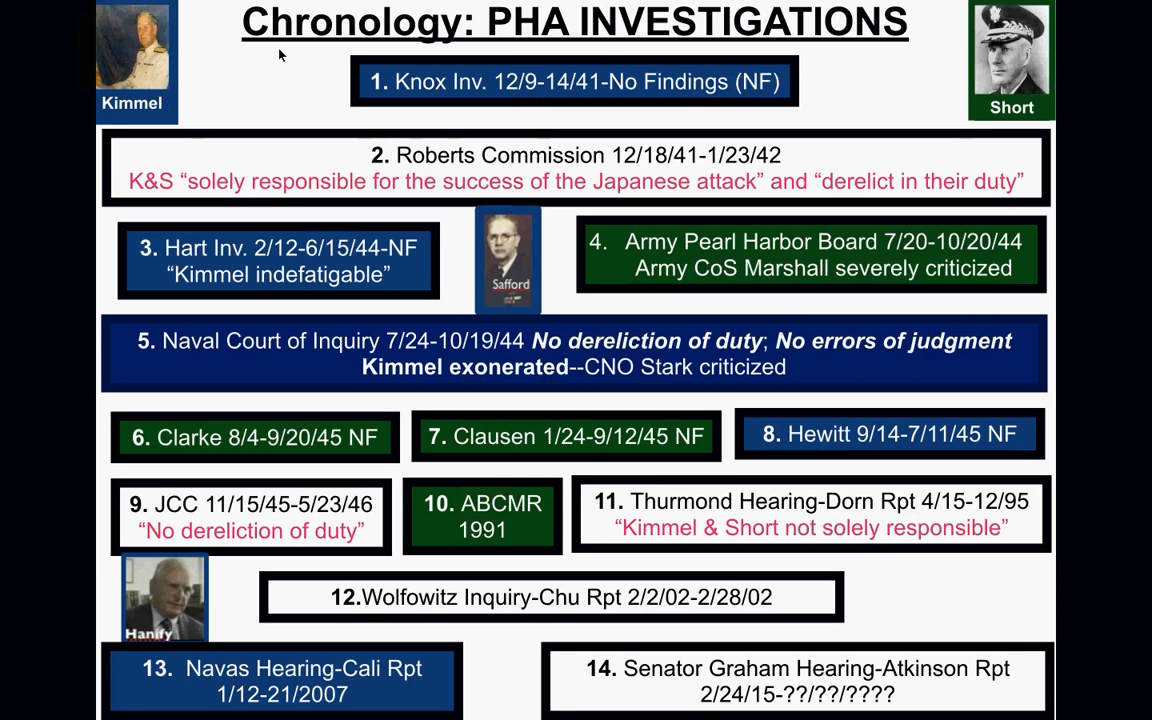 Chronology: PHA INVESTIGATIONS
Kimmel
Short
1. Knox Inv. 12/9-14/41-No Findings (NF)
2. Roberts Commission 12/18/41-1/23/42
K&S “solely responsible for the success of the Japanese attack” and “derelict in their duty”
3. Hart Inv. 2/12-6/15/44-NF
“Kimmel indefatigable”
Safford
4. Army Pearl Harbor Board 7/20-10/20/44
Army CoS Marshall severely criticized
5. Naval Court of Inquiry 7/24-10/19/44 No dereliction of duty; No errors of judgment
Kimmel exonerated--CNO Stark criticized
6. Clarke 8/4-9/20/45 NF
7. Clausen 1/24-9/12/45 NF
8. Hewitt 9/14-7/11/45 NF
9. JCC 11/15/45-5/23/46
“No dereliction of duty”
10. ABCMR
1991
11. Thurmond Hearing-Dorn Rpt 4/15-12/95
“Kimmel & Short not solely responsible”
Hanify
12.Wolfowitz Inquiry-Chu Rpt 2/2/02-2/28/02
13. Navas Hearing-Cali Rpt
1/12-21/2007
14. Senator Graham Hearing-Atkinson Rpt
2/24/15-??/??/????